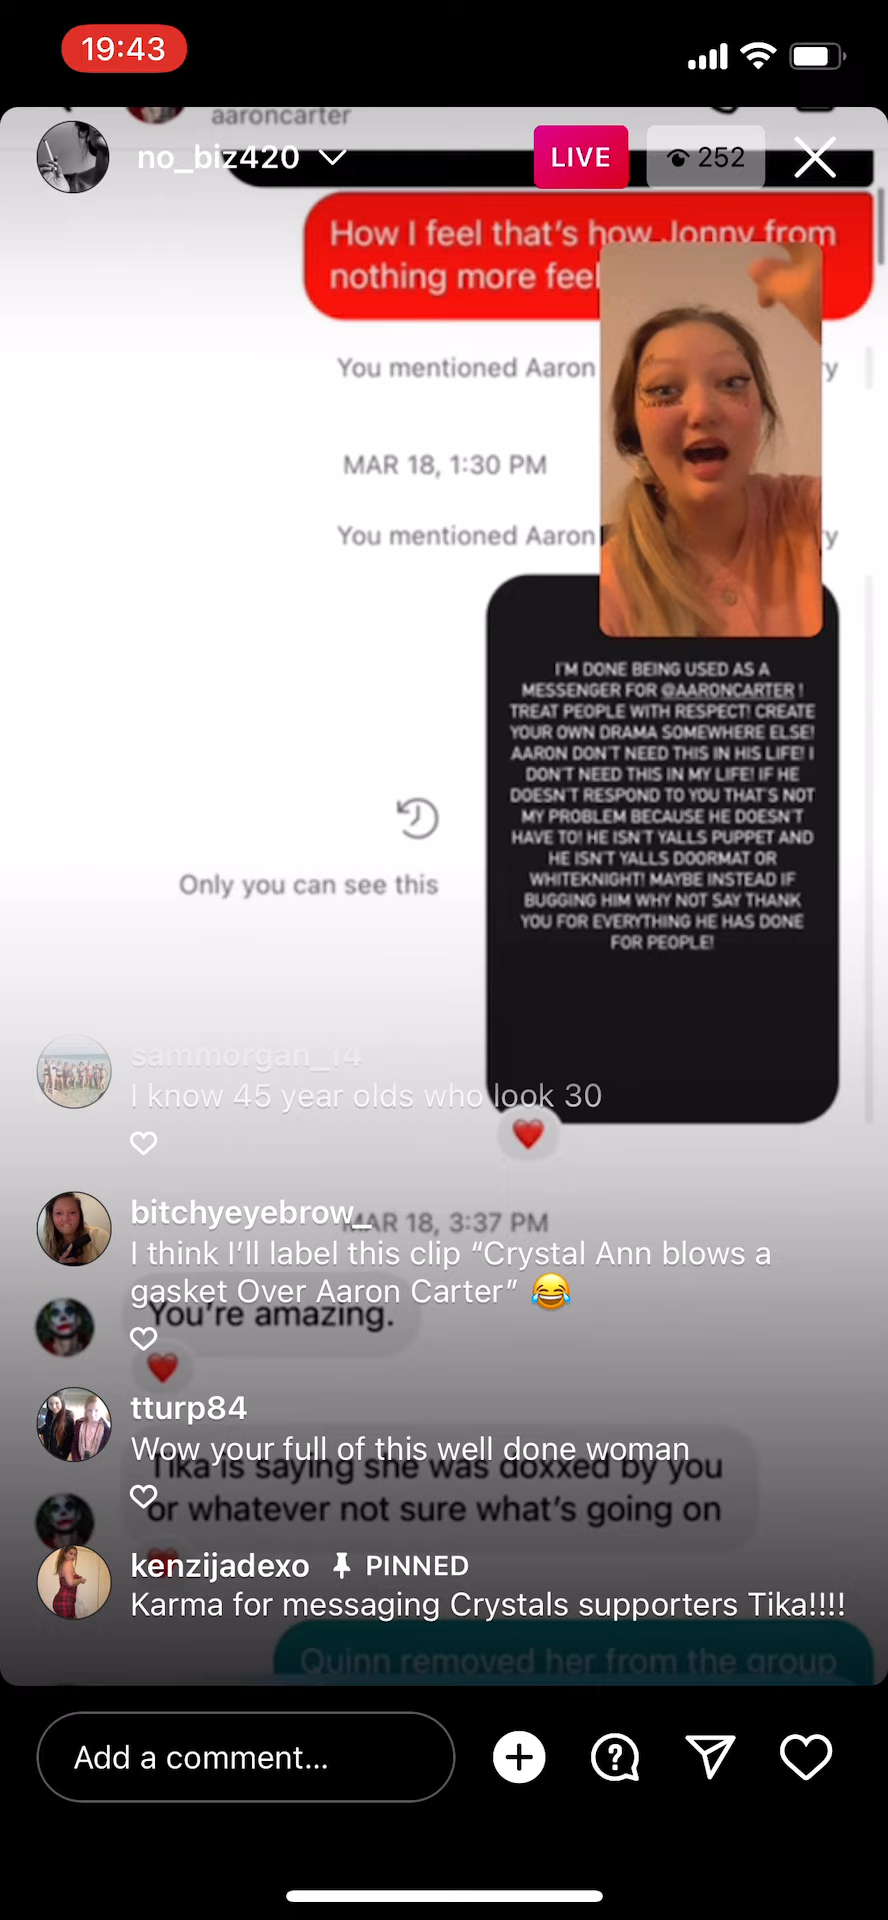 19:43
aaroncarter
no_biz420
LIVE
252
How I feel that's how Jonny from
nothing more feel
You mentioned Aaron
y
MAR 18, 1:30 PM
You mentioned Aaron
y
I'M DONE BEING USED AS A
MESSENGER FOR @AARONCARTER !
TREAT PEOPLE WITH RESPECT! CREATE
YOUR OWN DRAMA SOMEWHERE ELSE!
AARON DON'T NEED THIS IN HIS LIFE! I
DON'T NEED THIS IN MY LIFE! IF HE
DOESN'T RESPOND TO YOU THAT'S NOT
MY PROBLEM BECAUSE HE DOESN'T
HAVE TO! HE ISN'T YALLS PUPPET AND
HE ISN'T YALLS DOORMAT OR
WHITEKNIGHT! MAYBE INSTEAD IF
BUGGING HIM WHY NOT SAY THANK
YOU FOR EVERYTHING HE HAS DONE
FOR PEOPLE!
Only you can see this
sammorgan_14
I know 45 year olds who look 30
MAR 18, 3:37 PM
bitchyeyebrow_
I think I'll label this clip “Crystal Ann blows a
gasket Over Aaron Carter” 😂
You're amazing.
tturp84
Wow your full of this well done woman
Tika is saying she was doxxed by you
or whatever not sure what's going on
kenzijadexo PINNED
Karma for messaging Crystals supporters Tika!!!!
Quinn removed her from the group
Add a comment...